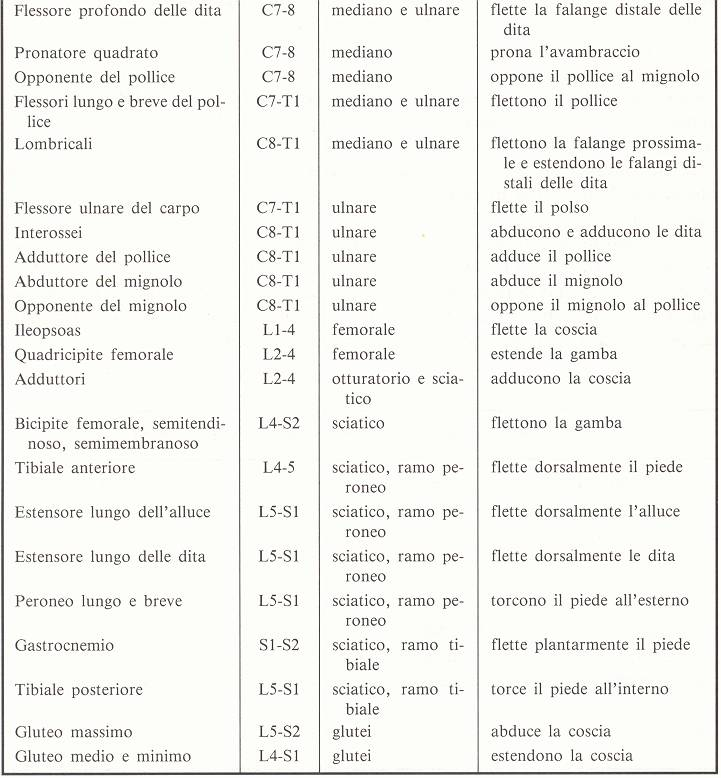 Flessore profondo delle dita C7-8 mediano e ulnare flette la falange distale delle
dita
Pronatore quadrato C7-8 mediano prona l'avambraccio
Opponente del pollice C7-8 mediano oppone il pollice al mignolo
Flessori lungo e breve del pol- C7-T1 mediano e ulnare flettono il pollice
lice
Lombricali C8-T1 mediano e ulnare flettono la falange prossima-
le e estendono le falangi di-
stali delle dita
Flessore ulnare del carpo C7-T1 ulnare flette il polso
Interossei C8-T1 ulnare abducono e adducono le dita
Adduttore del pollice C8-T1 ulnare adduce il pollice
Abduttore del mignolo C8-T1 ulnare abduce il mignolo
Opponente del mignolo C8-T1 ulnare oppone il mignolo al pollice
Ileopsoas L1-4 femorale flette la coscia
Quadricipite femorale L2-4 femorale estende la gamba
Adduttori L2-4 otturatorio e scia- adducono la coscia
tico
Bicipite femorale, semitendi- L4-S2 sciatico flettono la gamba
noso, semimembranoso
Tibiale anteriore L4-5 sciatico, ramo pe- flette dorsalmente il piede
roneo
Estensore lungo dell'alluce L5-S1 sciatico, ramo pe- flette dorsalmente l'alluce
roneo
Estensore lungo delle dita L5-S1 sciatico, ramo pe- flette dorsalmente le dita
roneo
Peroneo lungo e breve L5-S1 sciatico, ramo pe- torcono il piede all'esterno
roneo
Gastrocnemio S1-S2 sciatico, ramo ti- flette plantarmente il piede
biale
Tibiale posteriore L5-S1 sciatico, ramo ti- torce il piede all'interno
biale
Gluteo massimo L5-S2 glutei abduce la coscia
Gluteo medio e minimo L4-S1 glutei estendono la coscia